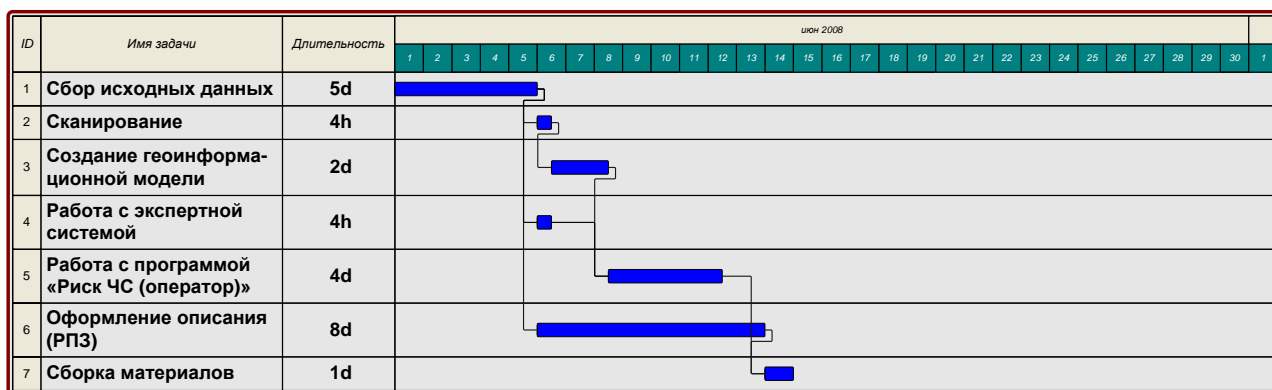 ID Имя задачи Длительность июн 2008
1 2 3 4 5 6 7 8 9 10 11 12 13 14 15 16 17 18 19 20 21 22 23 24 25 26 27 28 29 30 1
1 Сбор исходных данных 5d
2 Сканирование 4h
3 Создание геоинформа-
ционной модели 2d
4 Работа с экспертной
системой 4h
5 Работа с программой
«Риск ЧС (оператор)» 4d
6 Оформление описания
(РПЗ) 8d
7 Сборка материалов 1d